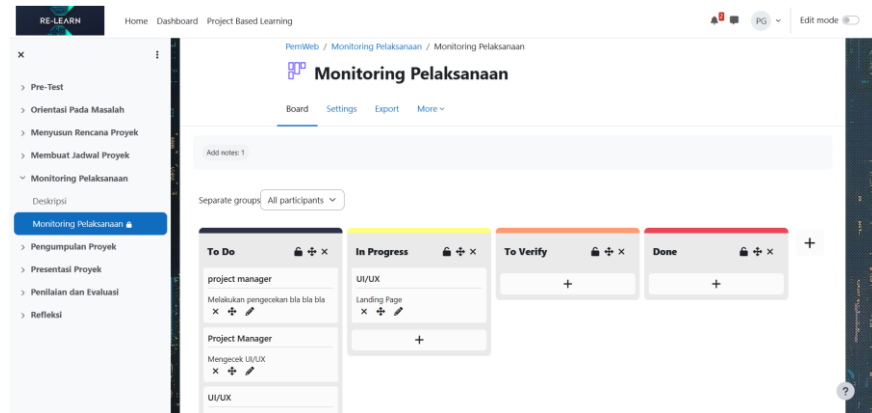 RE-LEARN
Home Dashboard Project Based Learning
2
PG
Edit mode
Pre-Test
Orientasi Pada Masalah
Menyusun Rencana Proyek
Membuat Jadwal Proyek
Monitoring Pelaksanaan
Deskripsi
Monitoring Pelaksanaan
Pengumpulan Proyek
Presentasi Proyek
Penilaian dan Evaluasi
Refleksi
PemWeb / Monitoring Pelaksanaan / Monitoring Pelaksanaan
Monitoring Pelaksanaan
Board Settings Export More
Add notes: 1
Separate groups All participants
To Do
project manager
Melakukan pengecekan bla bla bla
Project Manager
Mengecek UI/UX
UI/UX
In Progress
UI/UX
Landing Page
To Verify
Done
?